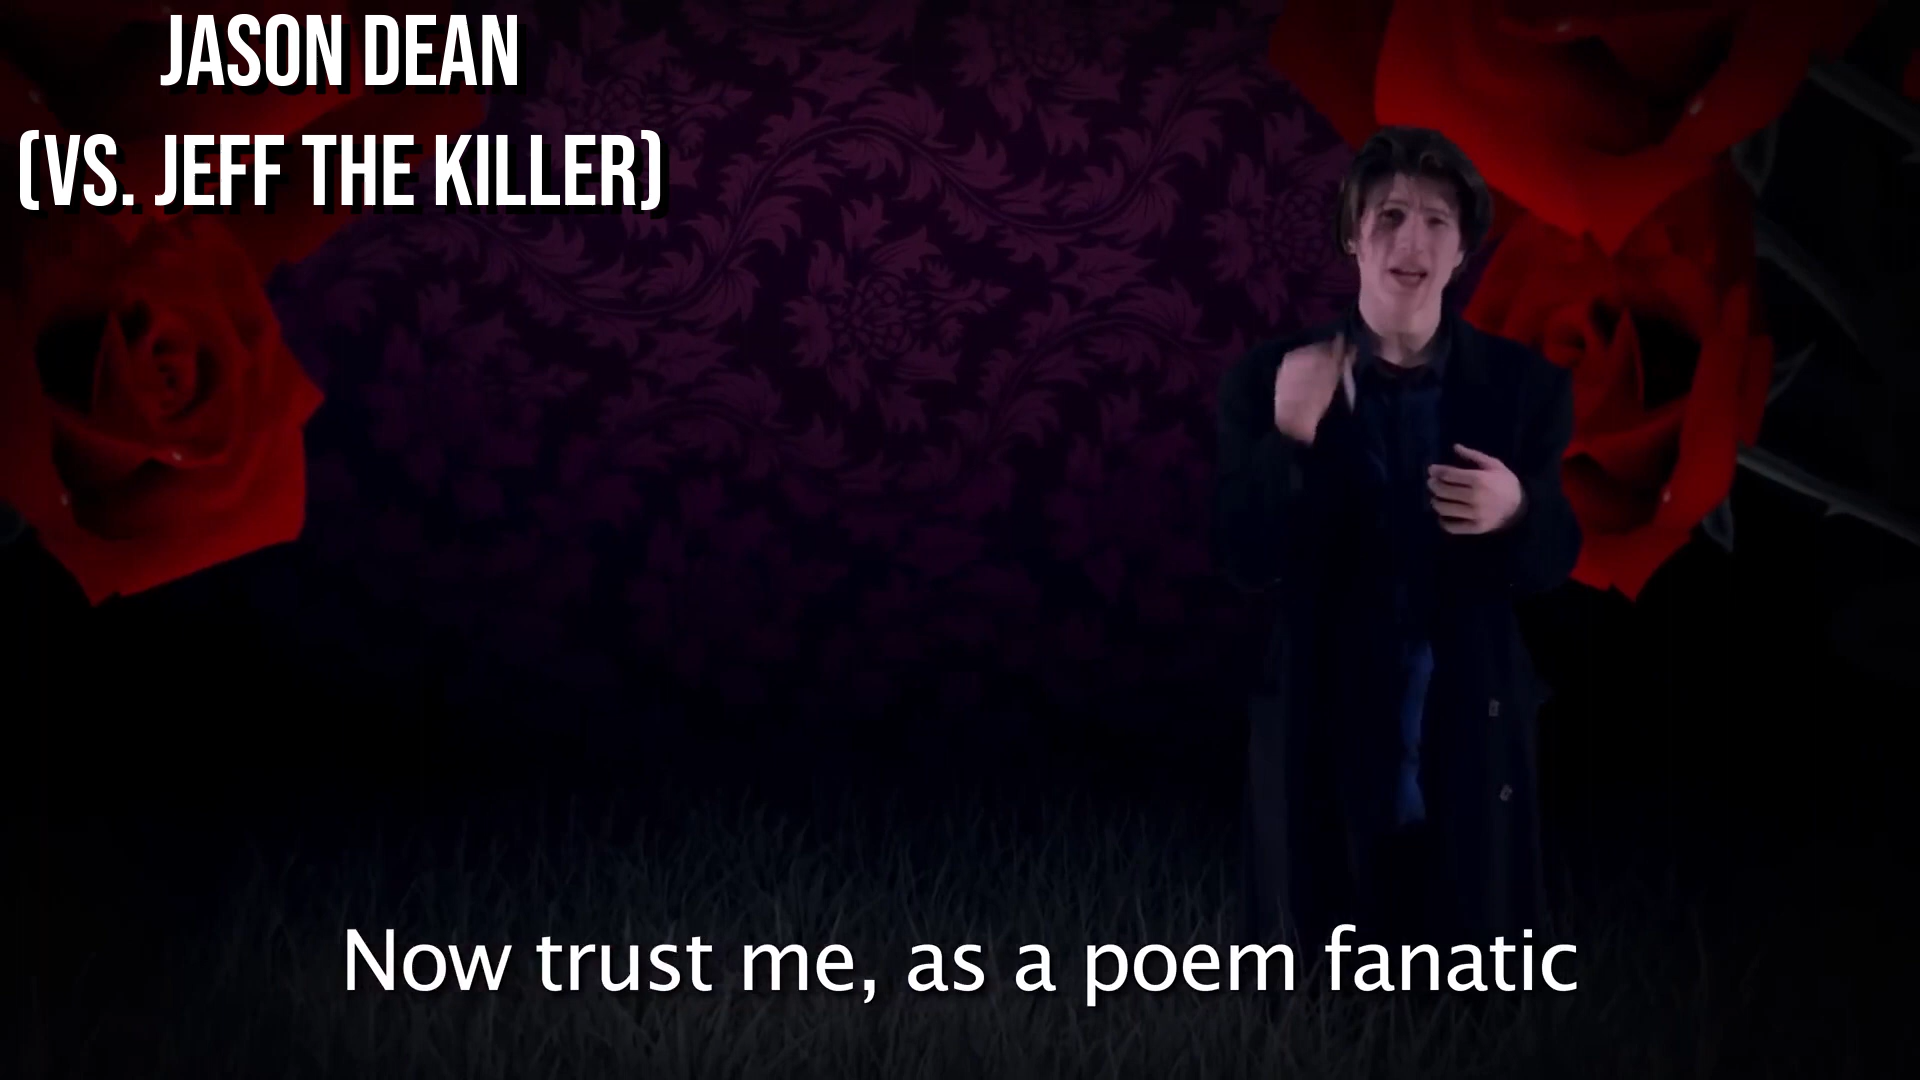 JASON DEAN
(VS. JEFF THE KILLER)
Now trust me, as a poem fanatic